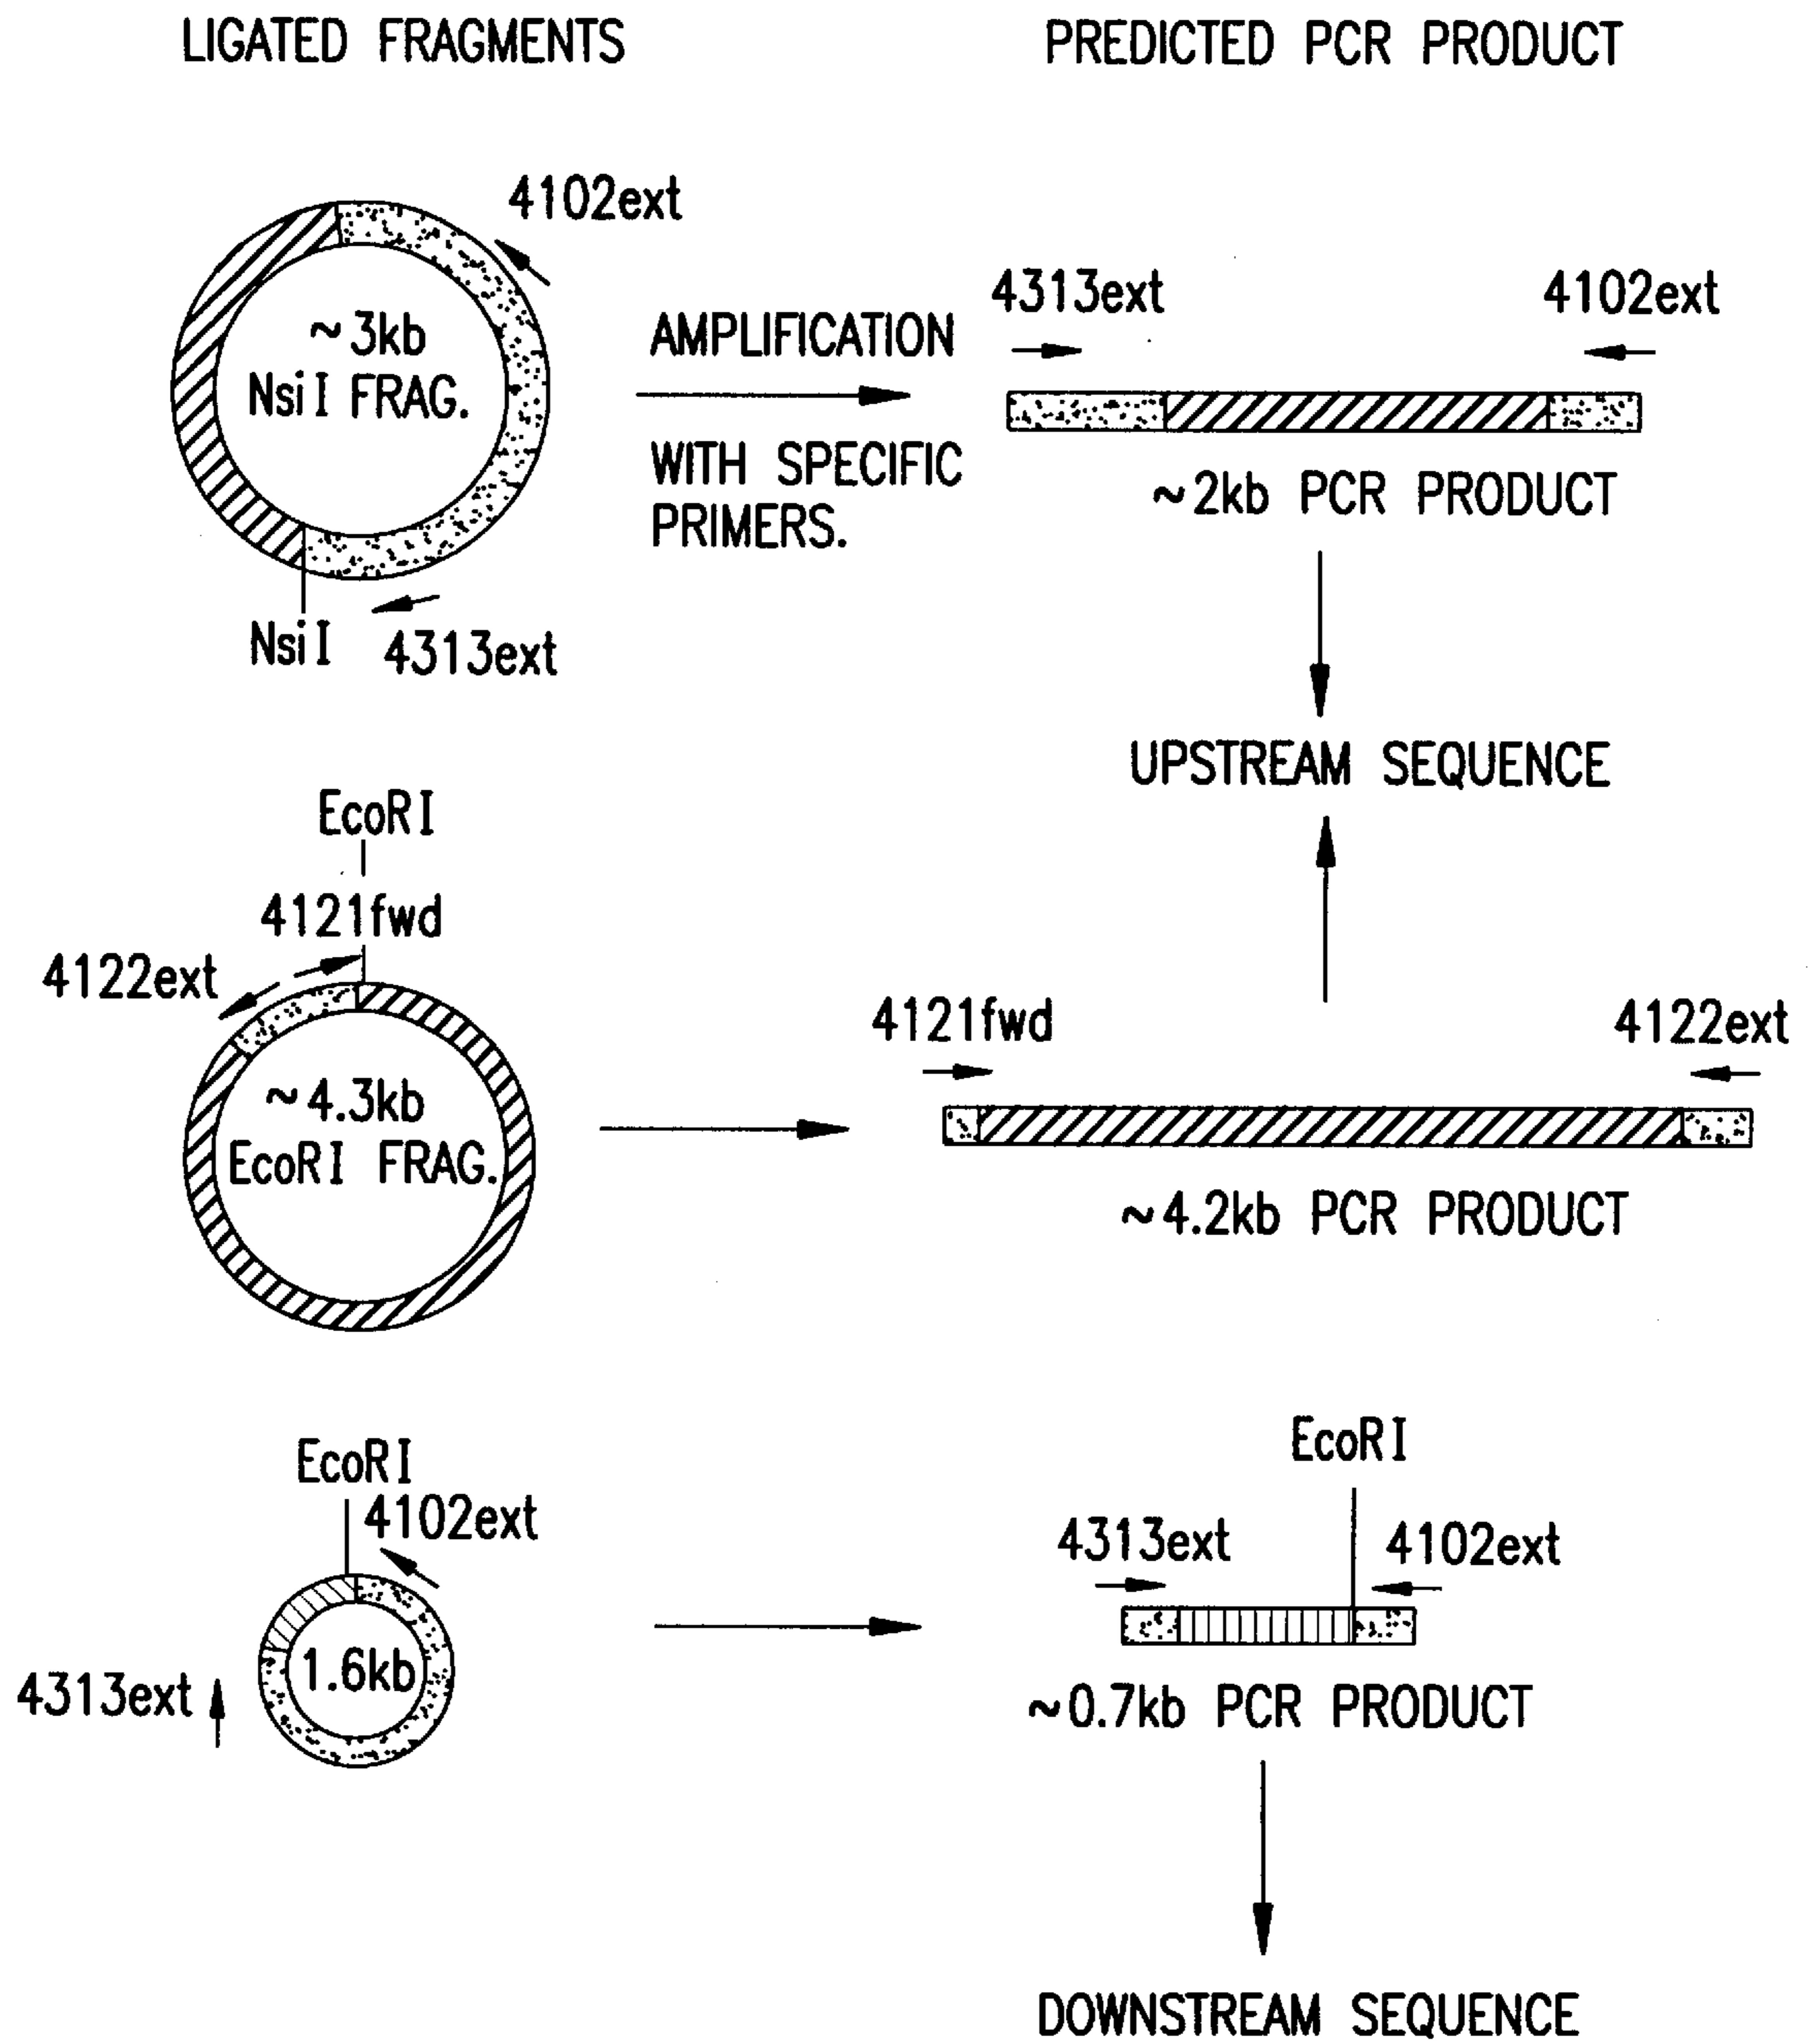 LIGATED FRAGMENTS
PREDICTED PCR PRODUCT
4102ext
~3kb
NsiI FRAG.
NsiI
4313ext
AMPLIFICATION
WITH SPECIFIC
PRIMERS.
4313ext
4102ext
~2kb PCR PRODUCT
UPSTREAM SEQUENCE
EcoRI
4121fwd
4122ext
~4.3kb
EcoRI FRAG.
4121fwd
4122ext
~4.2kb PCR PRODUCT
EcoRI
4102ext
1.6kb
4313ext
EcoRI
4313ext
4102ext
~0.7kb PCR PRODUCT
DOWNSTREAM SEQUENCE